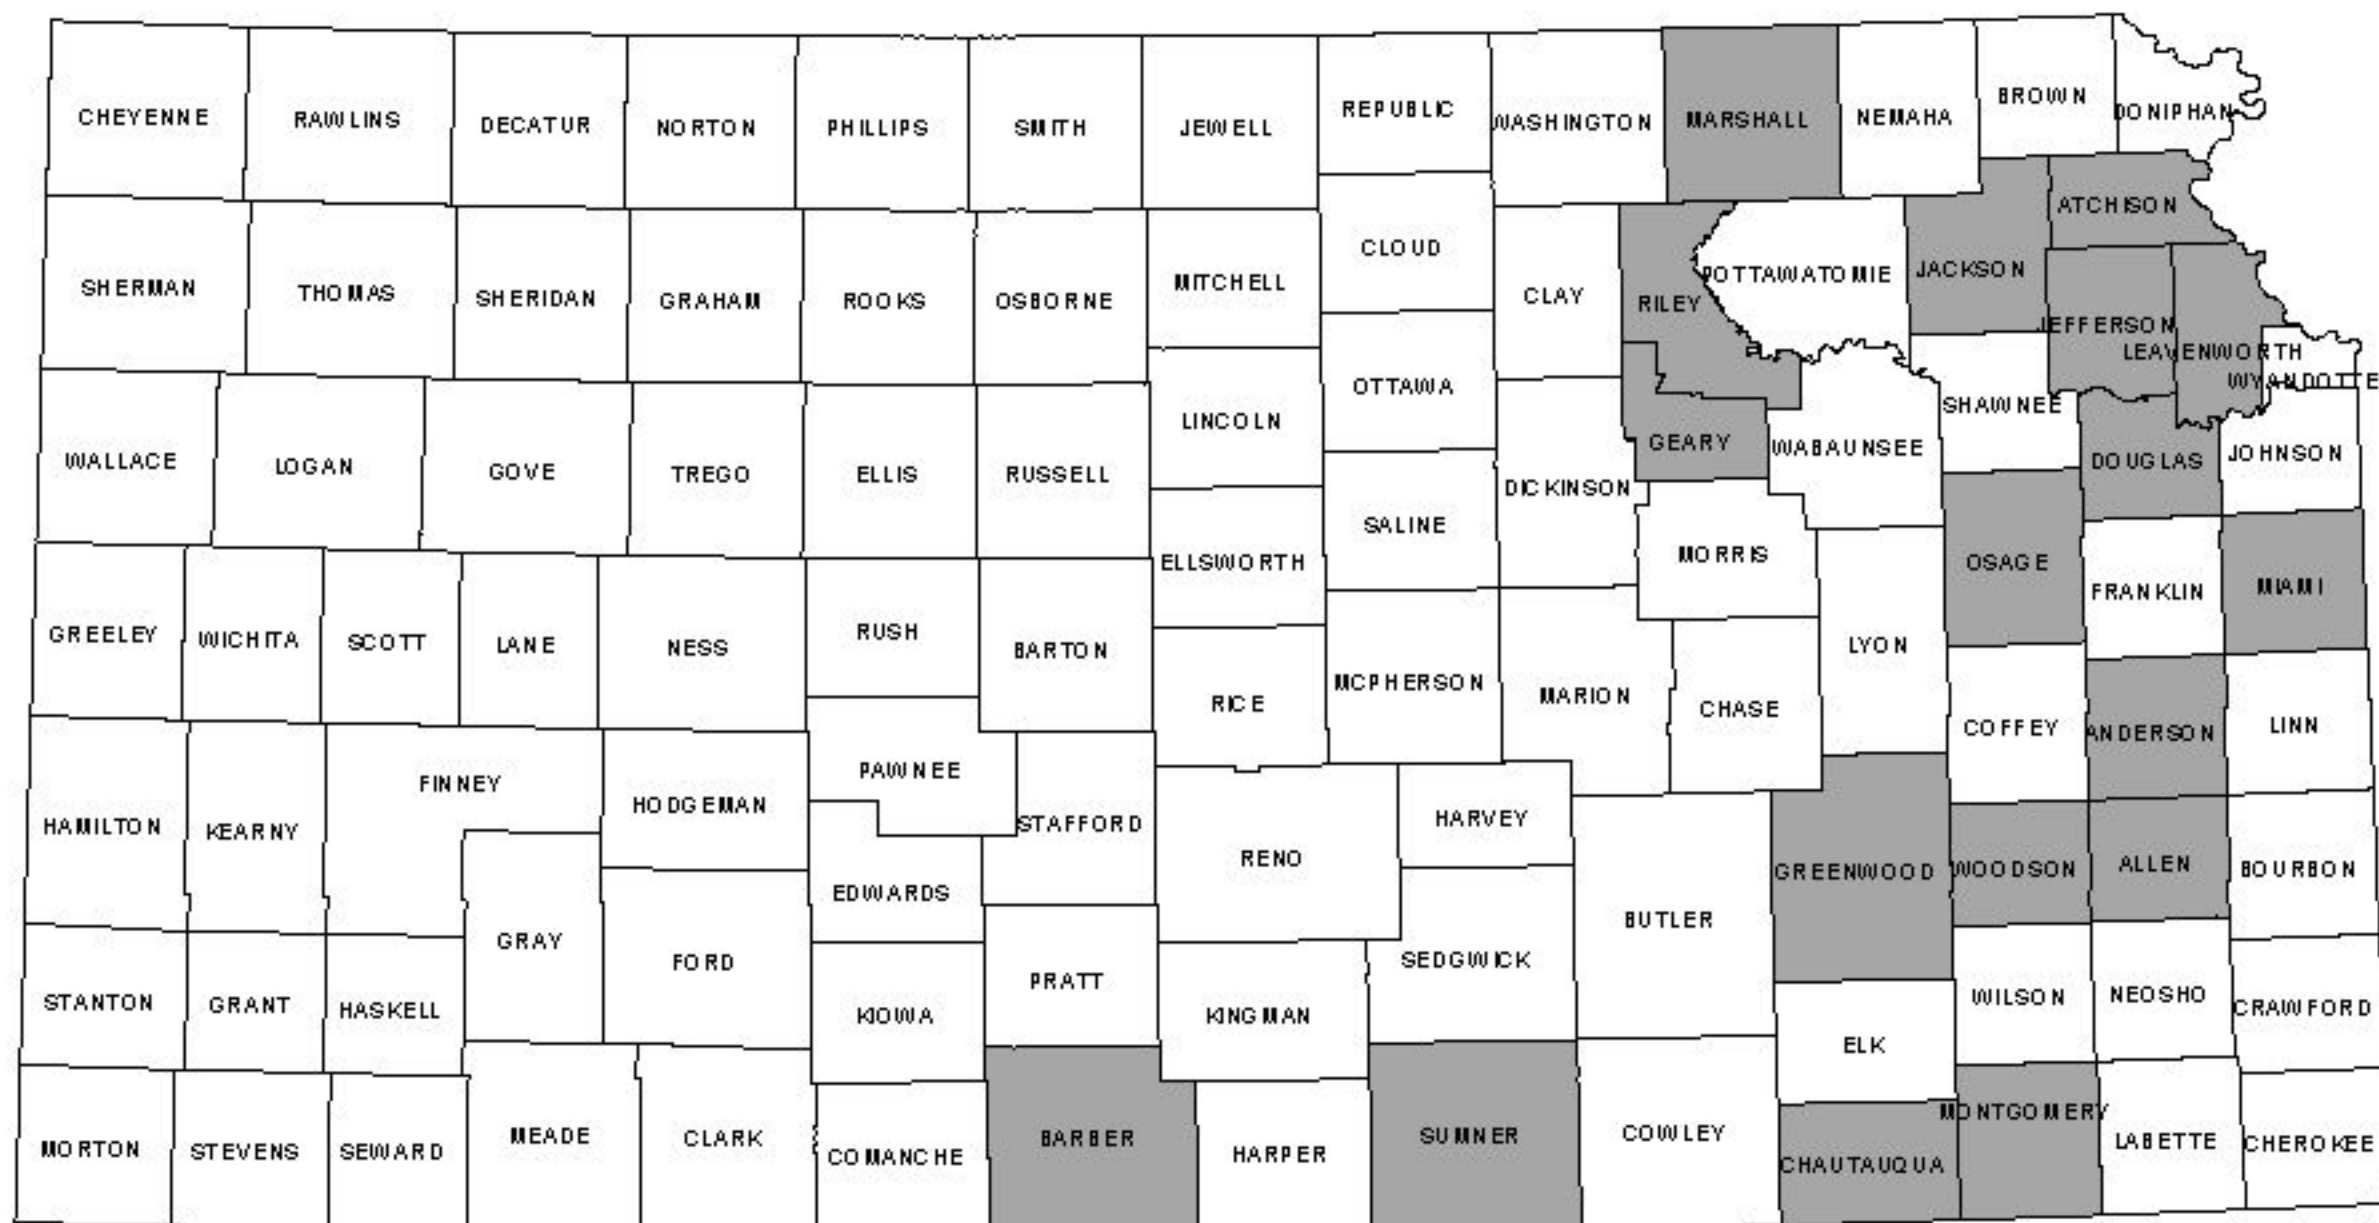 CHEYENNE
RAWLINS
DECATUR
NORTON
PHILLIPS
SMITH
JEWELL
REPUBLIC
WASHINGTON
MARSHALL
NEMAHA
BROWN
DONIPHAN
SHERMAN
THOMAS
SHERIDAN
GRAHAM
ROOKS
OSBORNE
MITCHELL
CLOUD
CLAY
RILEY
POTTAWATOMIE
JACKSON
ATCHISON
JEFFERSON
LEAVENWORTH
WYANDOTTE
WALLACE
LOGAN
GOVE
TREGO
ELLIS
RUSSELL
LINCOLN
OTTAWA
DICKINSON
GEARY
WABAUNSEE
SHAWNEE
DOUGLAS
JOHNSON
ELLSWORTH
SALINE
MORRIS
OSAGE
FRANKLIN
MIAMI
GREELEY
WICHITA
SCOTT
LANE
NESS
RUSH
BARTON
RICE
MCPHERSON
MARION
CHASE
LYON
COFFEY
ANDERSON
LINN
HAMILTON
KEARNY
FINNEY
HODGEMAN
PAWNEE
STAFFORD
RENO
HARVEY
BUTLER
GREENWOOD
WOODSON
ALLEN
BOURBON
EDWARDS
GRAY
FORD
PRATT
SEDGWICK
STANTON
GRANT
HASKELL
KIOWA
KINGMAN
ELK
WILSON
NEOSHO
CRAWFORD
MORTON
STEVENS
SEWARD
MEADE
CLARK
COMANCHE
BARBER
HARPER
SUMNER
COWLEY
CHAUTAUQUA
MONTGOMERY
LABETTE
CHEROKEE